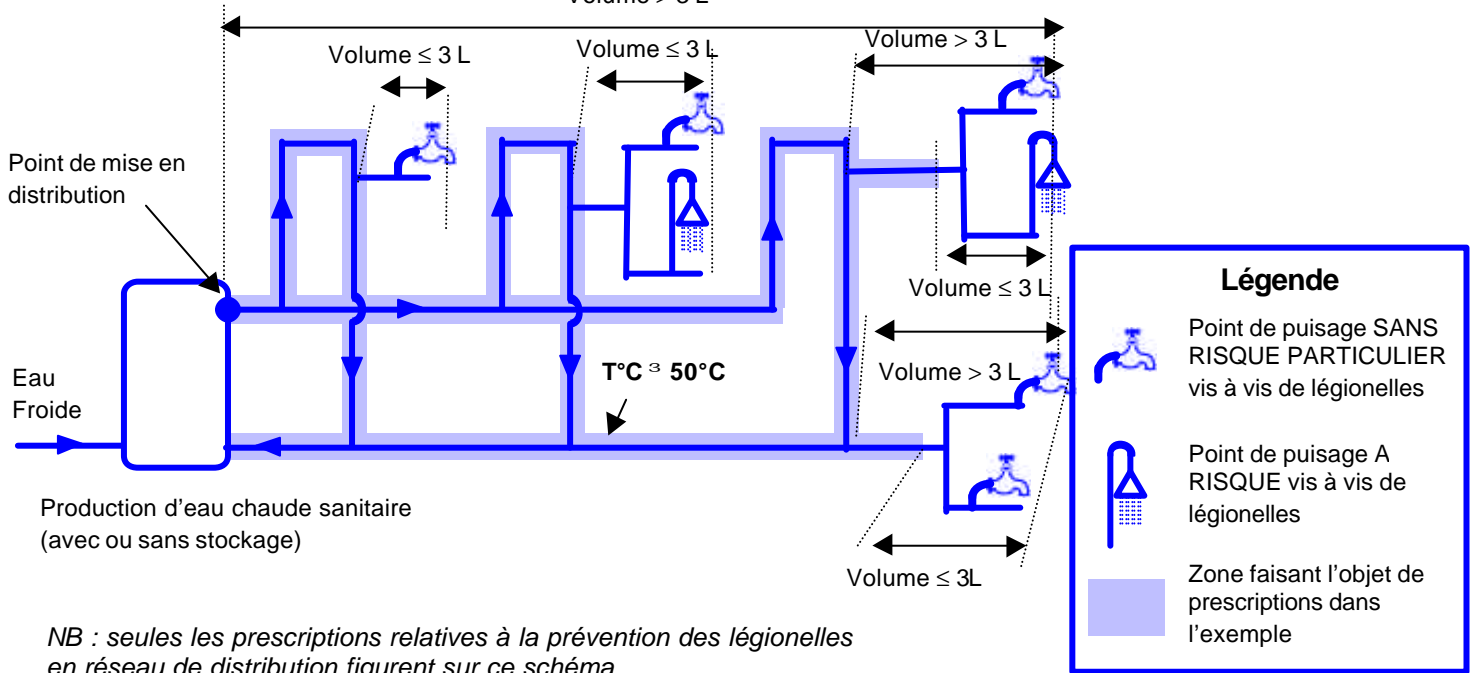 Volume > 3 L
Volume ≤ 3 L
Volume ≤ 3 L
Volume > 3 L
Point de mise en
distribution
Volume ≤ 3 L
Légende
Point de puisage SANS
RISQUE PARTICULIER
vis à vis de légionelles
Eau
Froide
T°C ³ 50°C
Volume > 3 L
Point de puisage A
RISQUE vis à vis de
légionelles
Production d'eau chaude sanitaire
(avec ou sans stockage)
Volume ≤ 3L
Zone faisant l'objet de
prescriptions dans
l'exemple
NB : seules les prescriptions relatives à la prévention des légionelles
en réseau de distribution figurent sur ce schéma